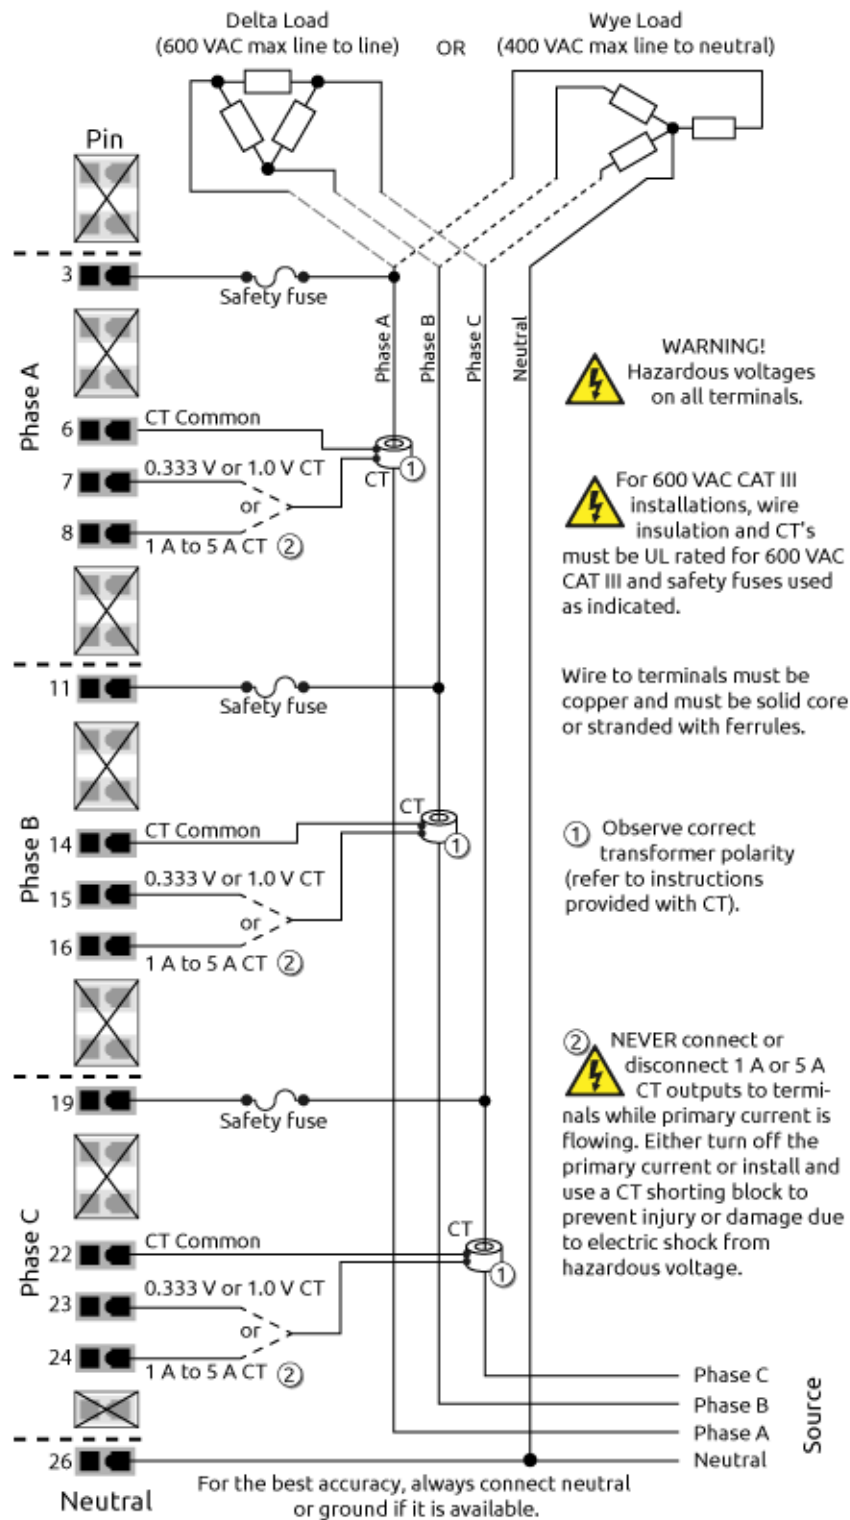 Delta Load
(600 VAC max line to line)
OR
Wye Load
(400 VAC max line to neutral)
Pin
3
Safety fuse
Phase A
Phase B
Phase C
Neutral
WARNING!
Hazardous voltages
on all terminals.
Phase A
6
CT Common
7
0.333 V or 1.0 V CT
or
8
1 A to 5 A CT
2
CT
1
For 600 VAC CAT III
installations, wire
insulation and CT's
must be UL rated for 600 VAC
CAT III and safety fuses used
as indicated.
11
Safety fuse
Wire to terminals must be
copper and must be solid core
or stranded with ferrules.
Phase B
14
CT Common
15
0.333 V or 1.0 V CT
or
16
1 A to 5 A CT
2
CT
1
1 Observe correct
transformer polarity
(refer to instructions
provided with CT).
2 NEVER connect or
disconnect 1 A or 5 A
CT outputs to termi-
nals while primary current is
flowing. Either turn off the
primary current or install and
use a CT shorting block to
prevent injury or damage due
to electric shock from
hazardous voltage.
19
Safety fuse
Phase C
22
CT Common
23
0.333 V or 1.0 V CT
or
24
1 A to 5 A CT
2
CT
1
Phase C
Phase B
Phase A
Neutral
Source
26
Neutral
For the best accuracy, always connect neutral
or ground if it is available.